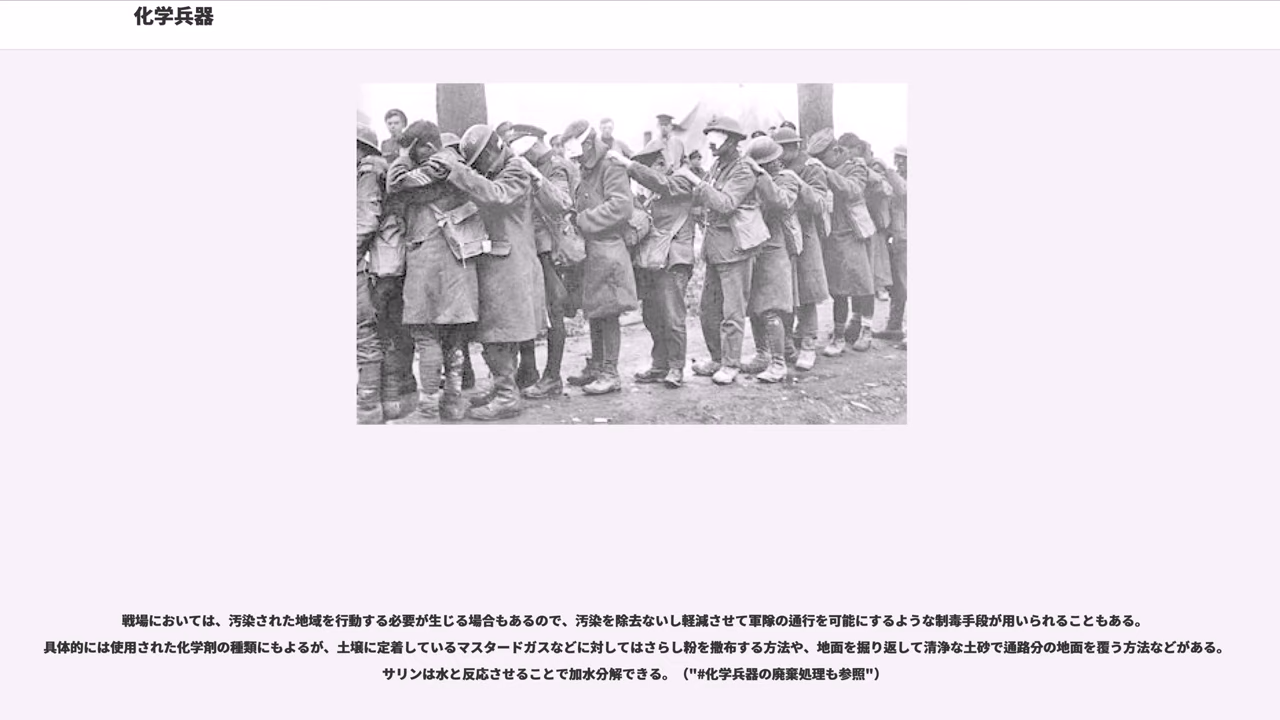 化学兵器
戦場においては、汚染された地域を行動する必要が生じる場合もあるので、汚染を除去ないし軽減させて軍隊の通行を可能にするような制毒手段が用いられることもある。
具体的には使用された化学剤の種類にもよるが、土壌に定着しているマスタードガスなどに対してはさらし粉を撒布する方法や、地面を掘り返して清浄な土砂で通路分の地面を覆う方法などがある。
サリンは水と反応させることで加水分解できる。（"#化学兵器の廃棄処理も参照"）